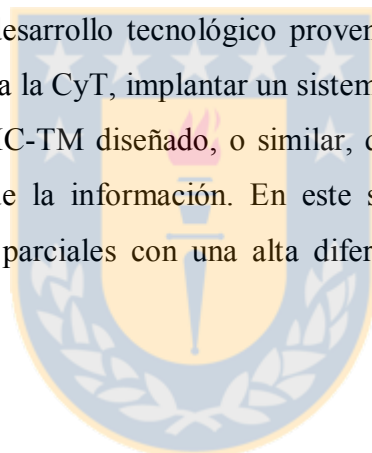 desarrollo tecnológico prove
a la CyT, implantar un sistem
IC-TM diseñado, o similar,
e la información. En este
parciales con una alta difer